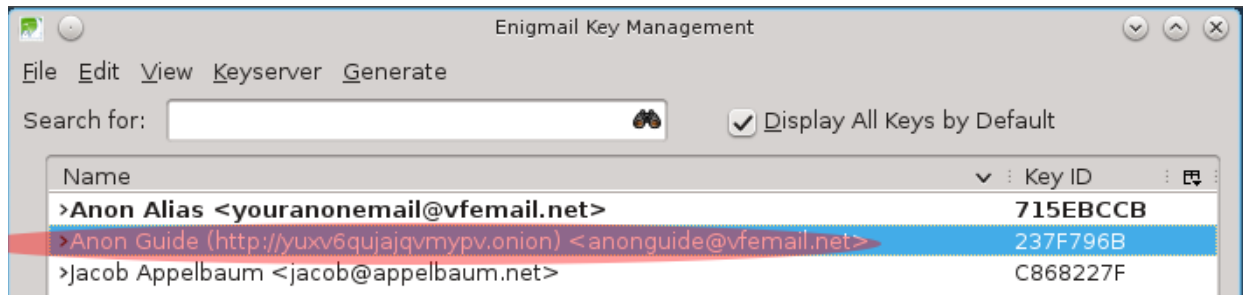 Enigmail Key Management
File Edit View Keyserver Generate
Search for: Display All Keys by Default
Name Key ID
>Anon Alias <youranonemail@vfemail.net> 715EBCCB
>Anon Guide (http://yuxv6qujajqvmypv.onion) <anonguide@vfemail.net> 237F796B
>Jacob Appelbaum <jacob@appelbaum.net> C868227F